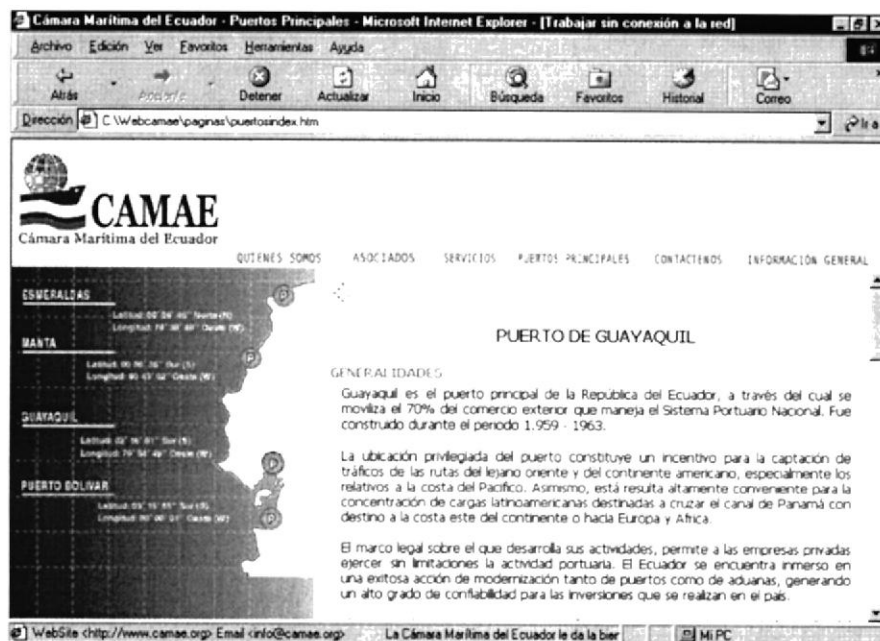 Cámara Marítima del Ecuador - Puertos Principales - Microsoft Internet Explorer - [Trabajar sin conexión a la red]
Archivo Edición Ver Favoritos Herramientas Ayuda
Atrás Detener Actualizar Inicio Búsqueda Favoritos Historial Correo
Dirección C:\Webcamae\paginas\puertosindex.htm Ir a
CAMAE
Cámara Marítima del Ecuador
QUIENES SOMOS ASOCIADOS SERVICIOS PUERTOS PRINCIPALES CONTACTENOS INFORMACIÓN GENERAL
ESMERALDAS
MANTA
GUAYAQUIL
PUERTO BOLIVAR
PUERTO DE GUAYAQUIL
GENERALIDADES
Guayaquil es el puerto principal de la República del Ecuador, a través del cual se
moviliza el 70% del comercio exterior que maneja el Sistema Portuario Nacional. Fue
construido durante el periodo 1.959 - 1963.
La ubicación privilegiada del puerto constituye un incentivo para la captación de
tráficos de las rutas del lejano oriente y del continente americano, especialmente los
relativos a la costa del Pacífico. Asimismo, está resulta altamente conveniente para la
concentración de cargas latinoamericanas destinadas a cruzar el canal de Panamá con
destino a la costa este del continente o hacia Europa y Africa.
El marco legal sobre el que desarrolla sus actividades, permite a las empresas privadas
ejercer sin limitaciones la actividad portuaria. El Ecuador se encuentra inmerso en
una exitosa acción de modernización tanto de puertos como de aduanas, generando
un alto grado de confiabilidad para las inversiones que se realizan en el país.
WebSite <http://www.camae.org> Email <info@camae.org> La Cámara Marítima del Ecuador le da la bier Mi PC